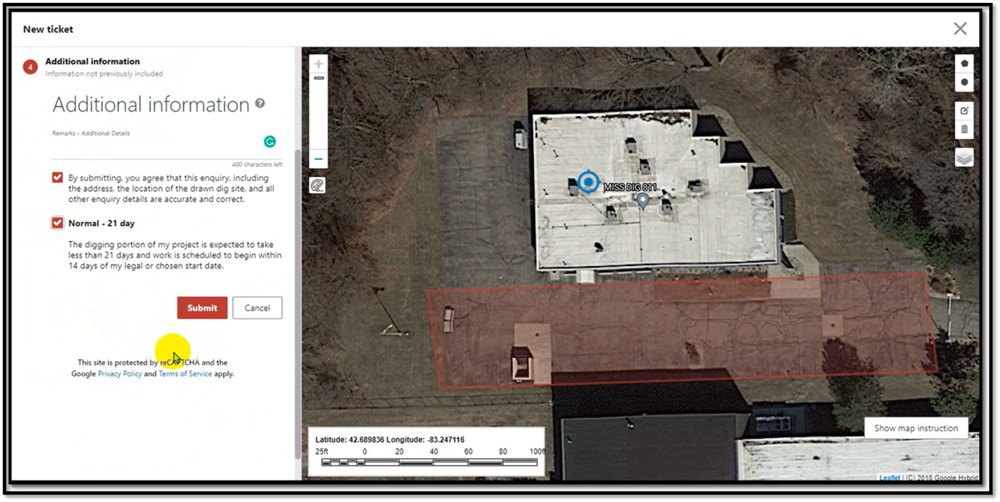 New ticket
4
Additional information
Information not previously included
Additional information
Remarks - Additional Details
400 characters left
By submitting, you agree that this enquiry, including
the address, the location of the drawn dig site, and all
other enquiry details are accurate and correct.
Normal - 21 day
The digging portion of my project is expected to take
less than 21 days and work is scheduled to begin within
14 days of my legal or chosen start date.
Submit
Cancel
This site is protected by reCAPTCHA and the
Google Privacy Policy and Terms of Service apply.
MISS DIG 811
Show map instruction
Latitude: 42.689836 Longitude: -83.247116
25ft 0 20 40 60 80 100ft
Leaflet | (C) 2018 Google Hybrid